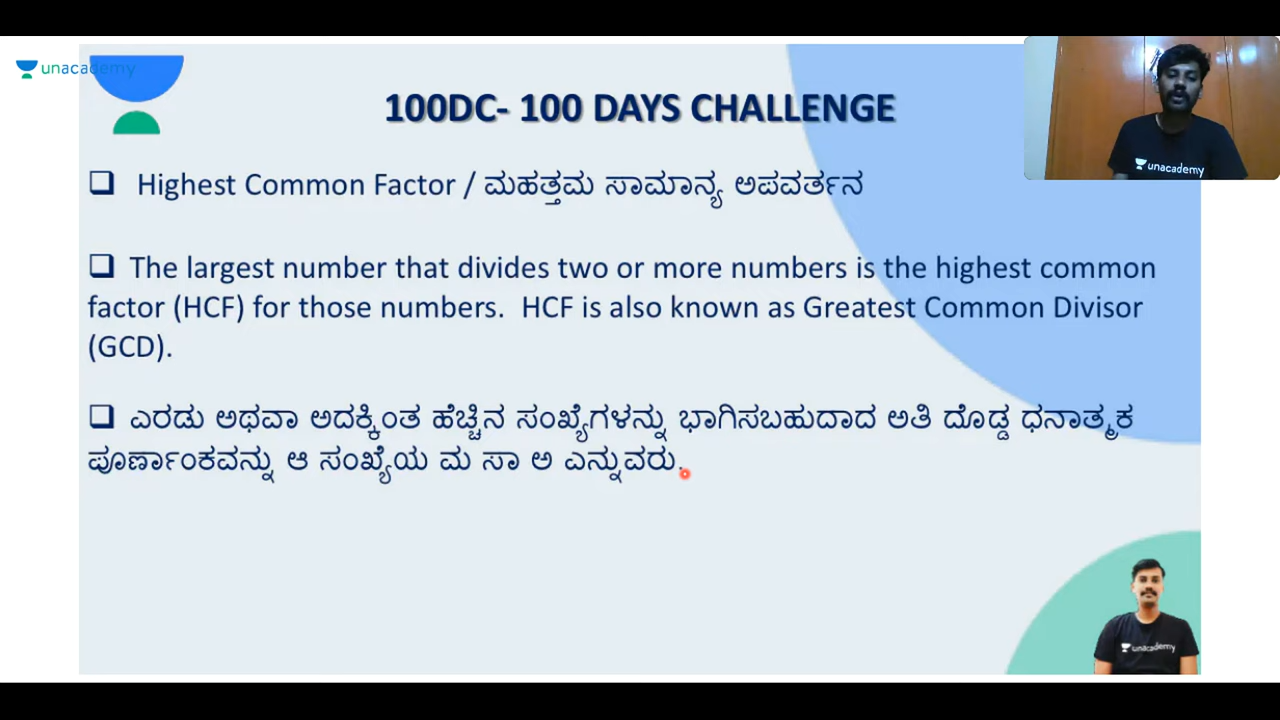 unacademy
100DC- 100 DAYS CHALLENGE
Highest Common Factor / ಮಹತ್ತಮ ಸಾಮಾನ್ಯ ಅಪವರ್ತನ
The largest number that divides two or more numbers is the highest common
factor (HCF) for those numbers. HCF is also known as Greatest Common Divisor
(GCD).
ಎರಡು ಅಥವಾ ಅದಕ್ಕಿಂತ ಹೆಚ್ಚಿನ ಸಂಖ್ಯೆಗಳನ್ನು ಭಾಗಿಸಬಹುದಾದ ಅತಿ ದೊಡ್ಡ ಧನಾತ್ಮಕ
ಪೂರ್ಣಾಂಕವನ್ನು ಆ ಸಂಖ್ಯೆಯ ಮ ಸಾ ಅ ಎನ್ನುವರು.
unacademy
unacademy